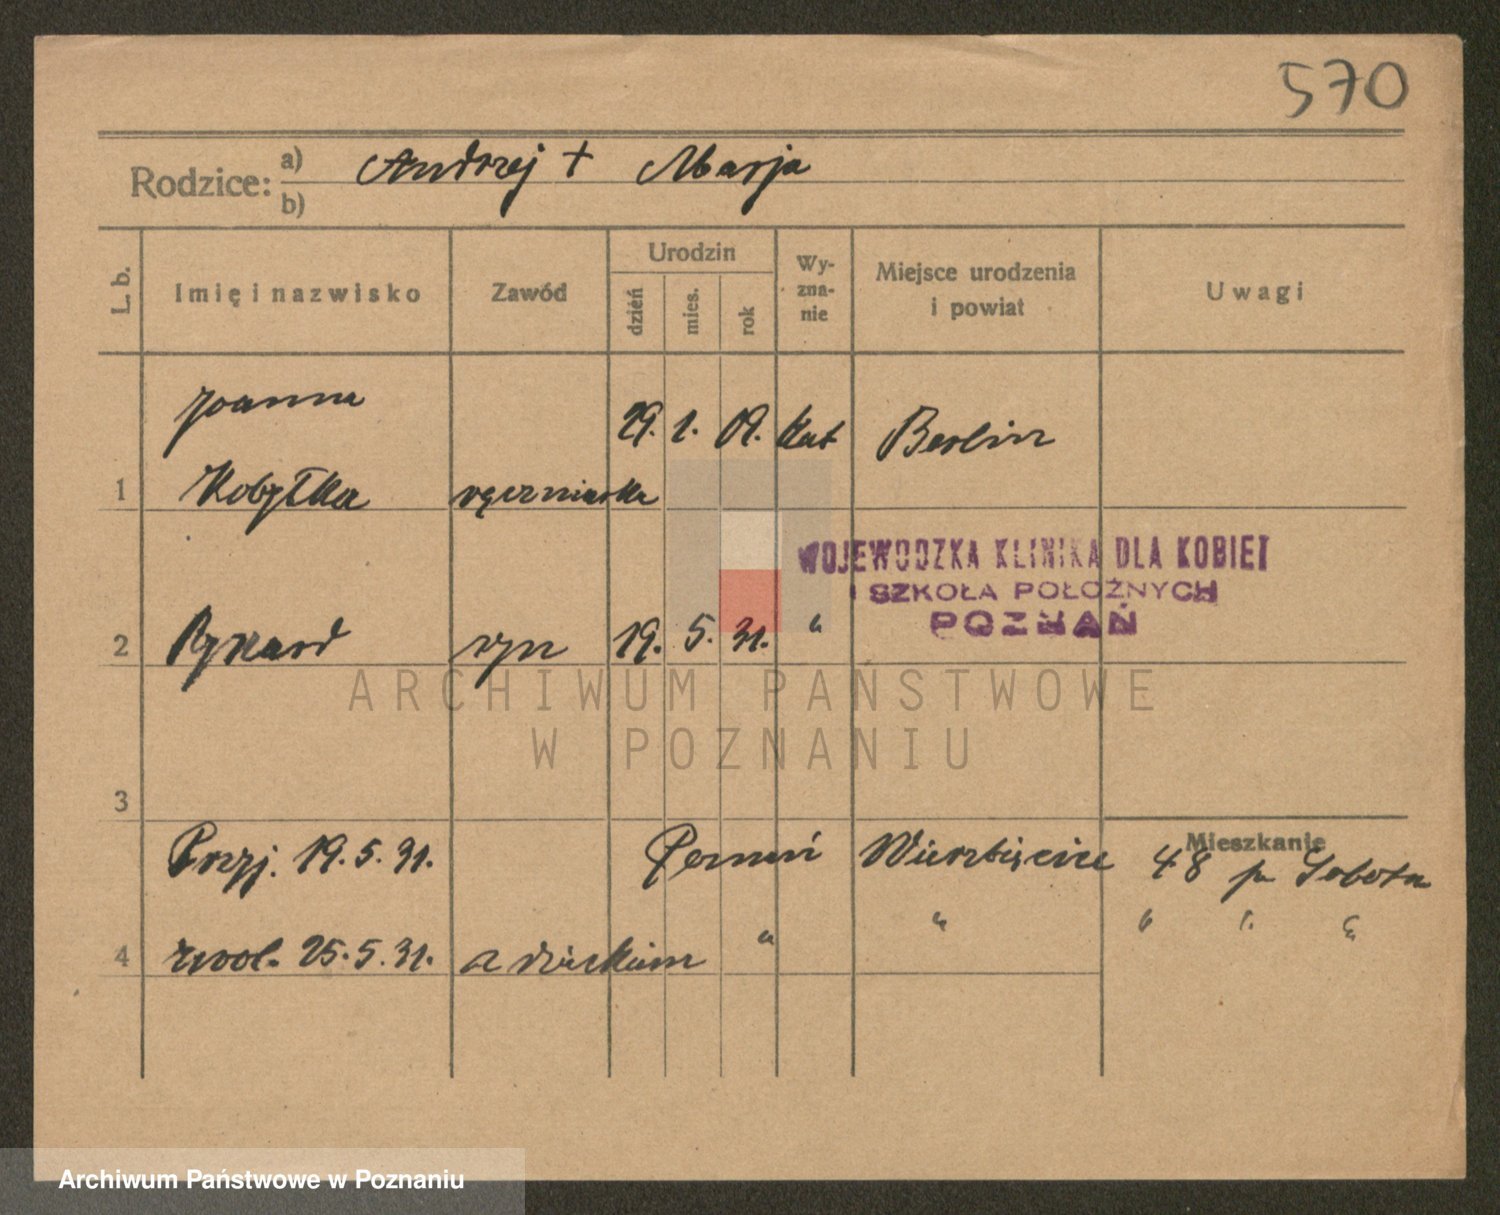 570
Rodzice: a) Andrzej + Marja
b)
L. b.
Imię i nazwisko
Zawód
Urodzin
dzień
mies.
rok
Wy-
zna-
nie
Miejsce urodzenia
i powiat
Uwagi
Joanna
29. 1. 09. kat Berlin
1 Kobyłka
WOJEWODZKA KLINIKA DLA KOBIET
I SZKOŁA POŁOŻNYCH
POZNAŃ
2 Ryszard syn 19. 5. 31. "
ARCHIWUM PAŃSTWOWE
W POZNANIU
3
Mieszkanie
Przyj. 19. 5. 31. Poznań Wierzbięcice 48 p. Sobota
" " " " "
4 zwol. 25. 5. 31. z dzieckiem
Archiwum Państwowe w Poznaniu